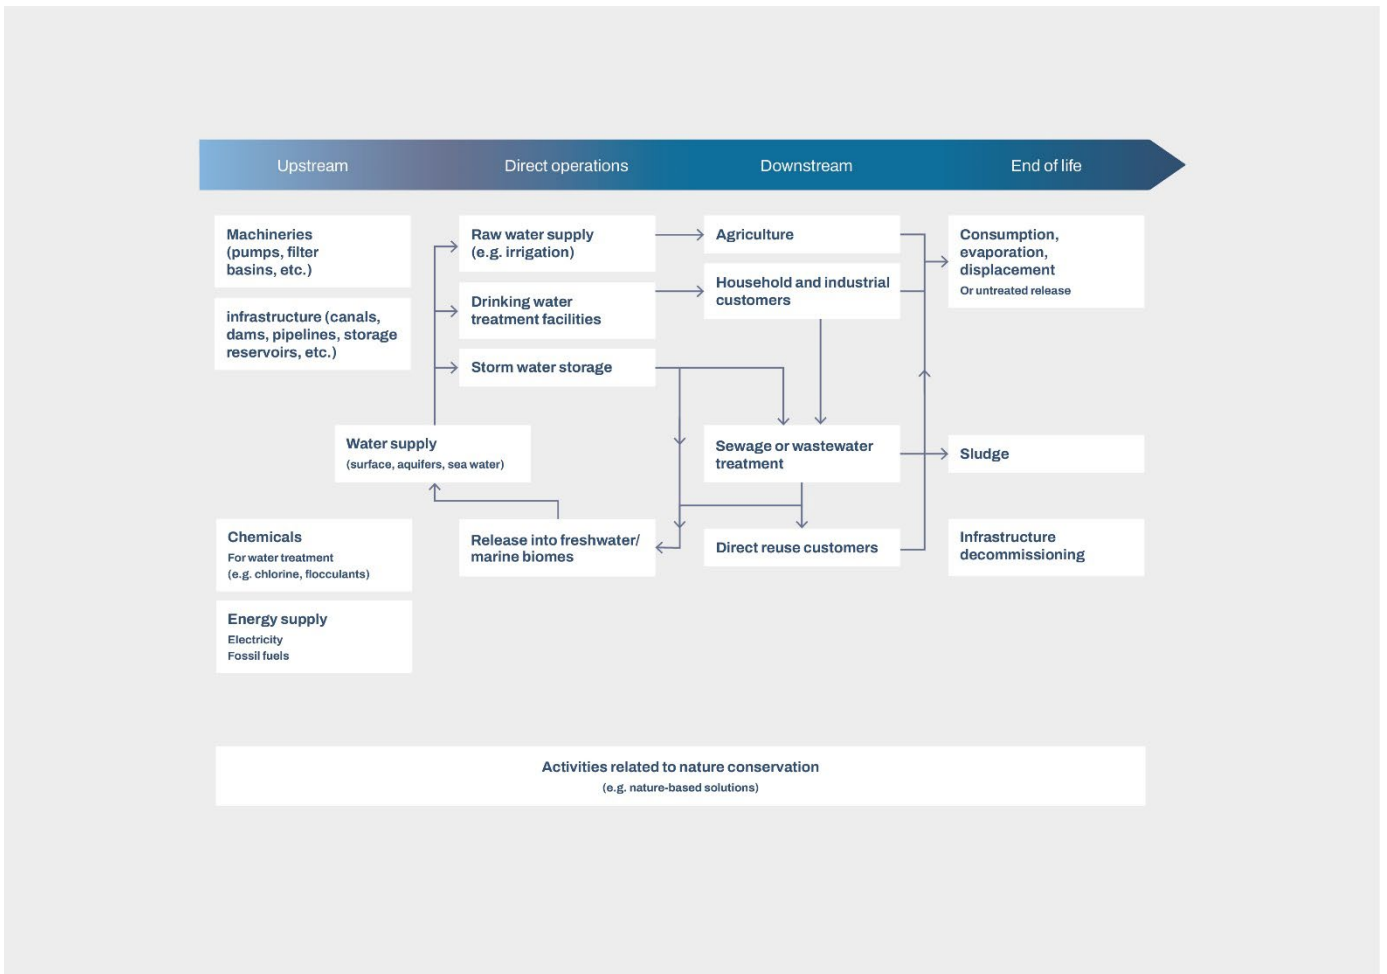 Upstream
Direct operations
Downstream
End of life
Machineries
(pumps, filter
basins, etc.)
infrastructure (canals,
dams, pipelines, storage
reservoirs, etc.)
Water supply
(surface, aquifers, sea water)
Chemicals
For water treatment
(e.g. chlorine, flocculants)
Energy supply
Electricity
Fossil fuels
Raw water supply
(e.g. irrigation)
Drinking water
treatment facilities
Storm water storage
Release into freshwater/
marine biomes
Agriculture
Household and industrial
customers
Sewage or wastewater
treatment
Direct reuse customers
Consumption,
evaporation,
displacement
Or untreated release
Sludge
Infrastructure
decommissioning
Activities related to nature conservation
(e.g. nature-based solutions)